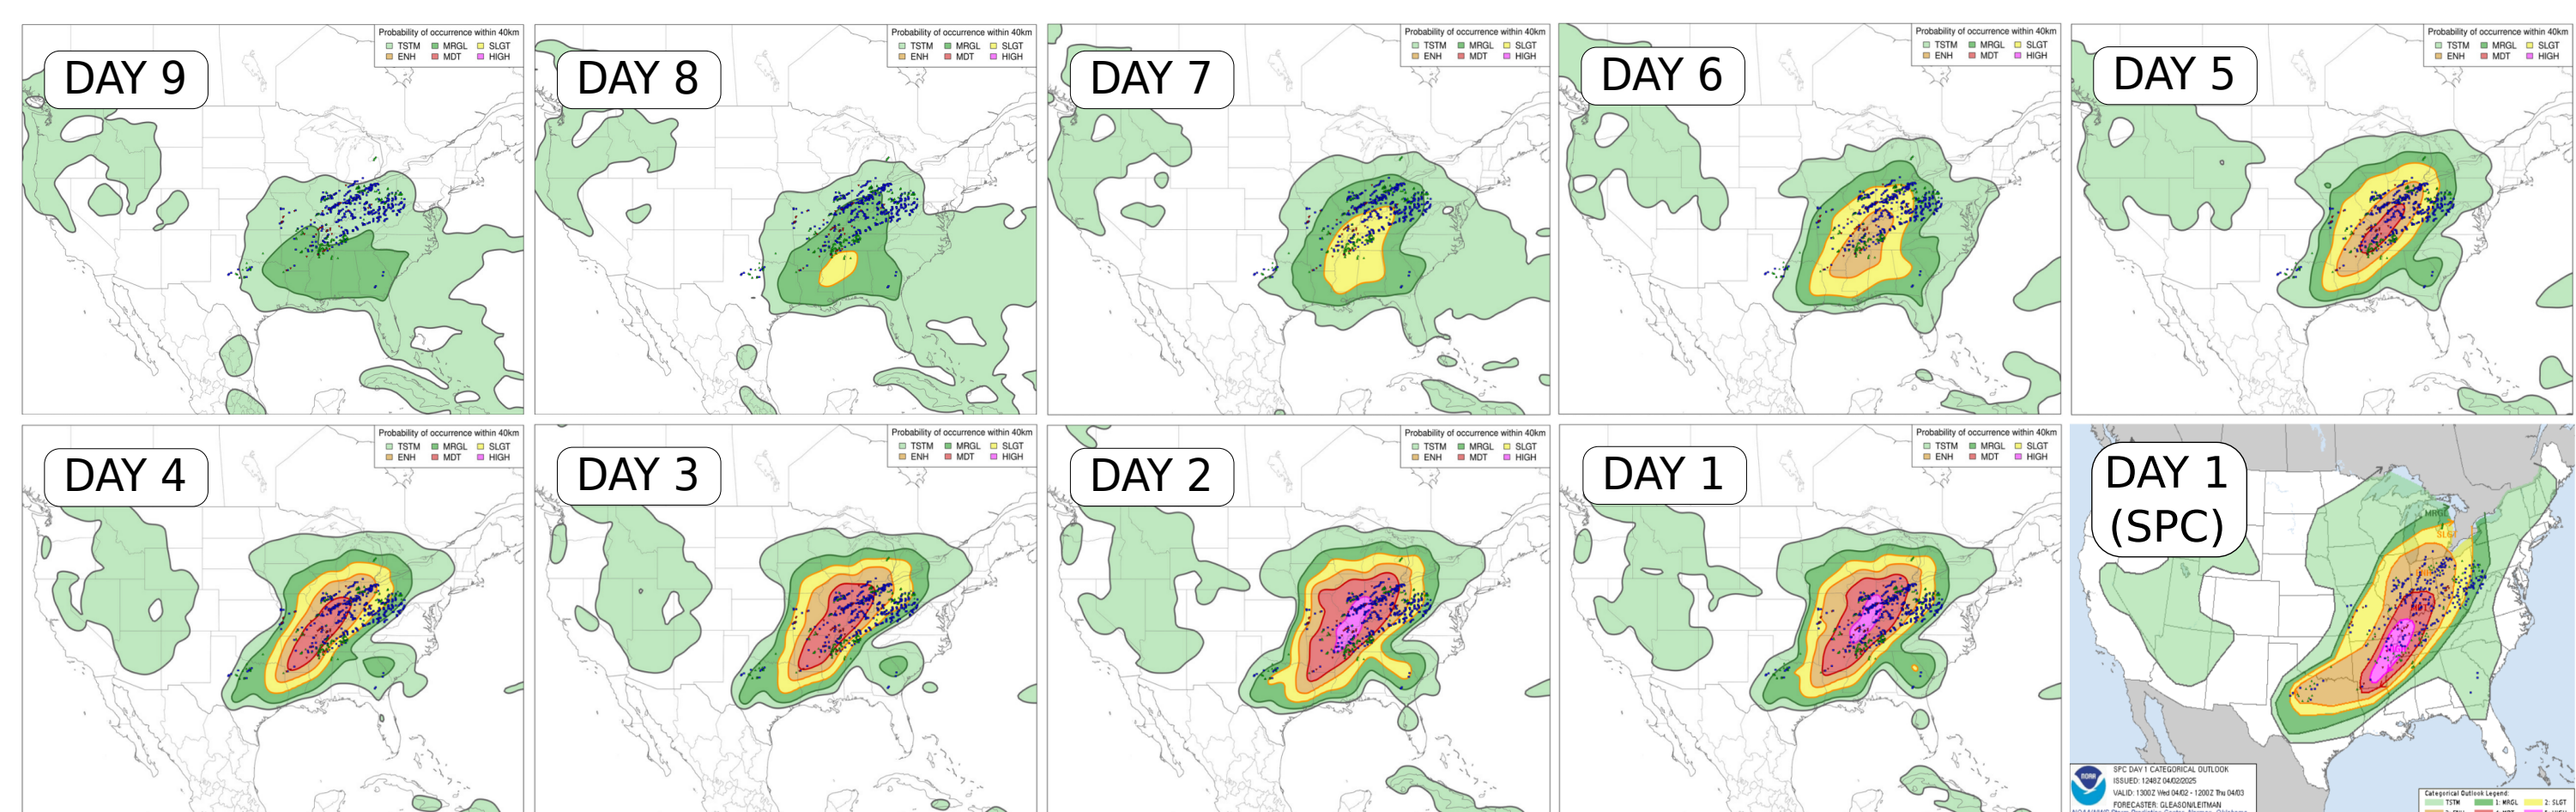 DAY 9
Probability of occurrence within 40km
TSTM MRGL SLGT
ENH MDT HIGH
DAY 8
Probability of occurrence within 40km
TSTM MRGL SLGT
ENH MDT HIGH
DAY 7
Probability of occurrence within 40km
TSTM MRGL SLGT
ENH MDT HIGH
DAY 6
Probability of occurrence within 40km
TSTM MRGL SLGT
ENH MDT HIGH
DAY 5
Probability of occurrence within 40km
TSTM MRGL SLGT
ENH MDT HIGH
DAY 4
Probability of occurrence within 40km
TSTM MRGL SLGT
ENH MDT HIGH
DAY 3
Probability of occurrence within 40km
TSTM MRGL SLGT
ENH MDT HIGH
DAY 2
Probability of occurrence within 40km
TSTM MRGL SLGT
ENH MDT HIGH
DAY 1
Probability of occurrence within 40km
TSTM MRGL SLGT
ENH MDT HIGH
DAY 1
(SPC)
MRGL
SLGT
NOAA
SPC DAY 1 CATEGORICAL OUTLOOK
ISSUED: 1248Z 04/02/2025
VALID: 1300Z Wed 04/02 - 1200Z Thu 04/03
FORECASTER: GLEASON/LEITMAN
Categorical Outlook Legend:
TSTM 1: MRGL 2: SLGT